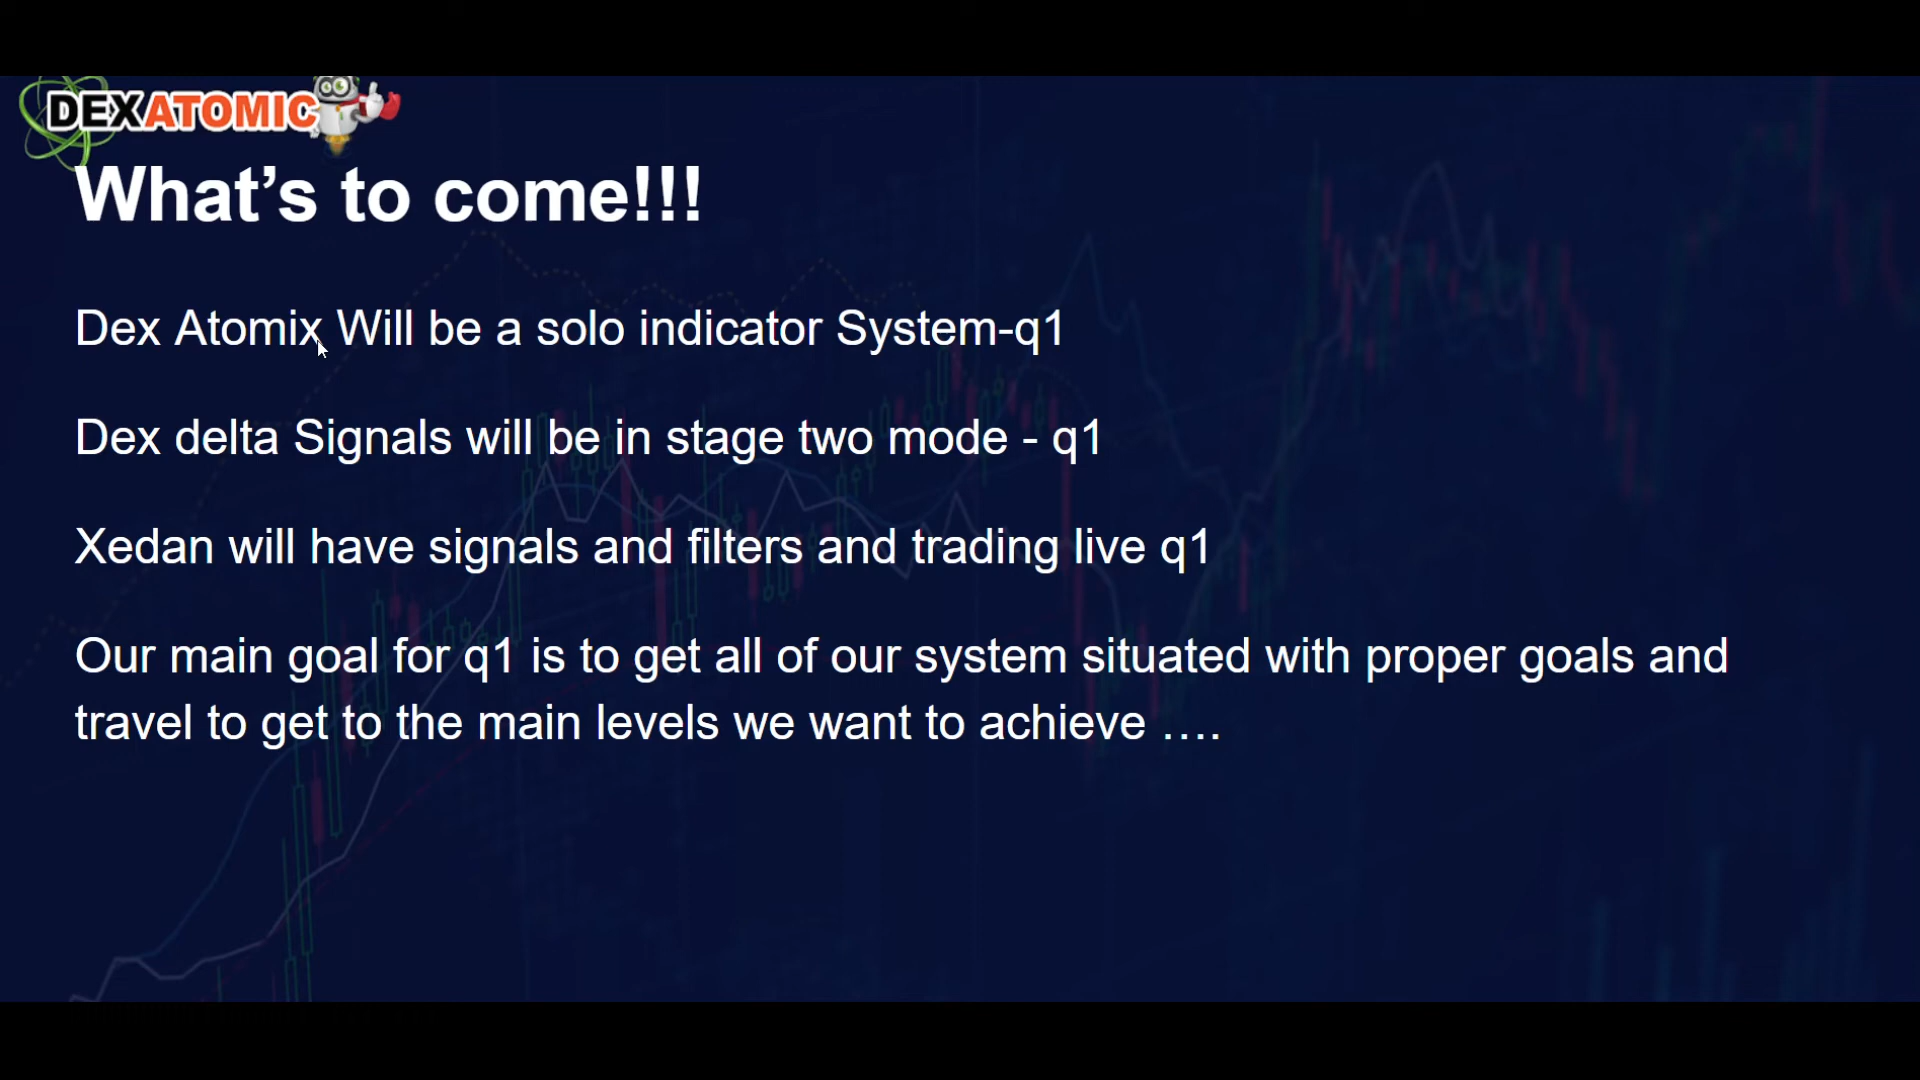 DEXATOMIC
What’s to come!!!
Dex Atomix Will be a solo indicator System-q1
Dex delta Signals will be in stage two mode - q1
Xedan will have signals and filters and trading live q1
Our main goal for q1 is to get all of our system situated with proper goals and
travel to get to the main levels we want to achieve ….